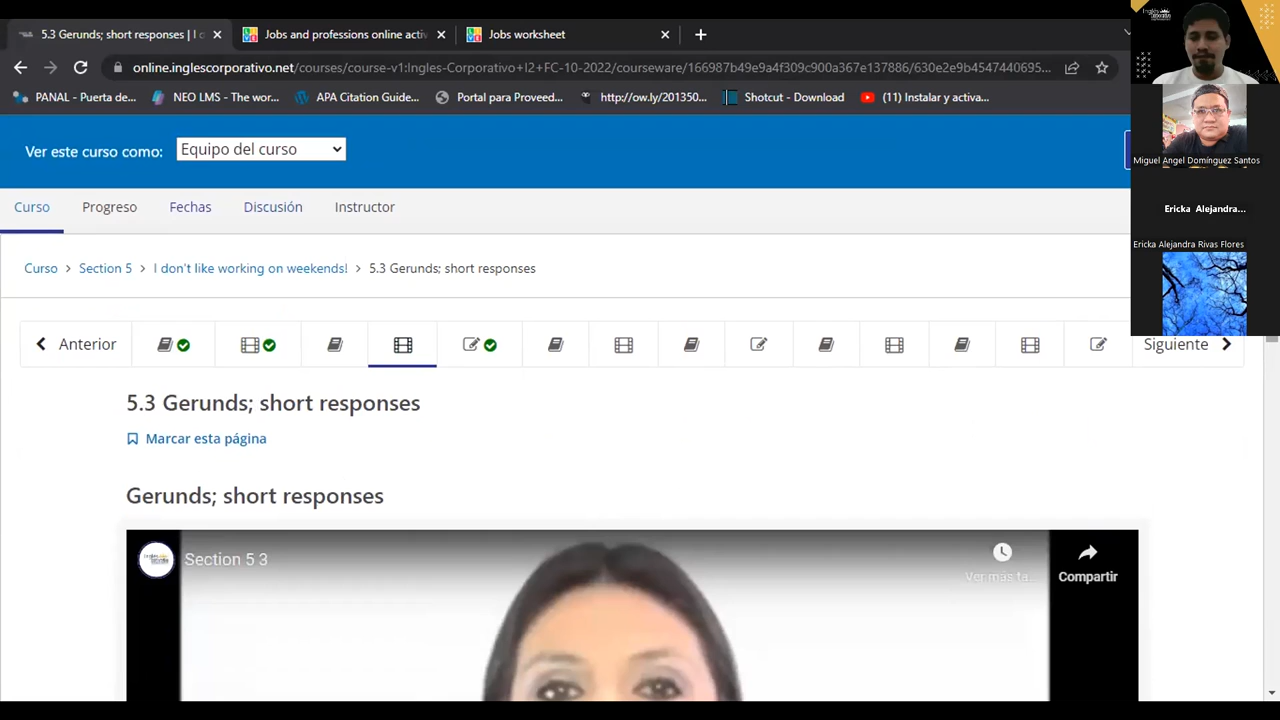 5.3 Gerunds; short responses | I c
Jobs and professions online activ
Jobs worksheet
online.inglescorporativo.net/courses/course-v1:Ingles-Corporativo+I2+FC-10-2022/courseware/166987b49e9a4f309c900a367e137886/630e2e9b4547440695...
PANAL - Puerta de...
NEO LMS - The wor...
APA Citation Guide...
Portal para Proveed...
http://ow.ly/201350...
Shotcut - Download
(11) Instalar y activa...
Ver este curso como:
Equipo del curso
Curso
Progreso
Fechas
Discusión
Instructor
Curso > Section 5 > I don't like working on weekends! > 5.3 Gerunds; short responses
Anterior
Siguiente
5.3 Gerunds; short responses
Marcar esta página
Gerunds; short responses
Section 5 3
Ver más ta...
Compartir
Miguel Angel Domínguez Santos
Ericka Alejandra...
Ericka Alejandra Rivas Flores